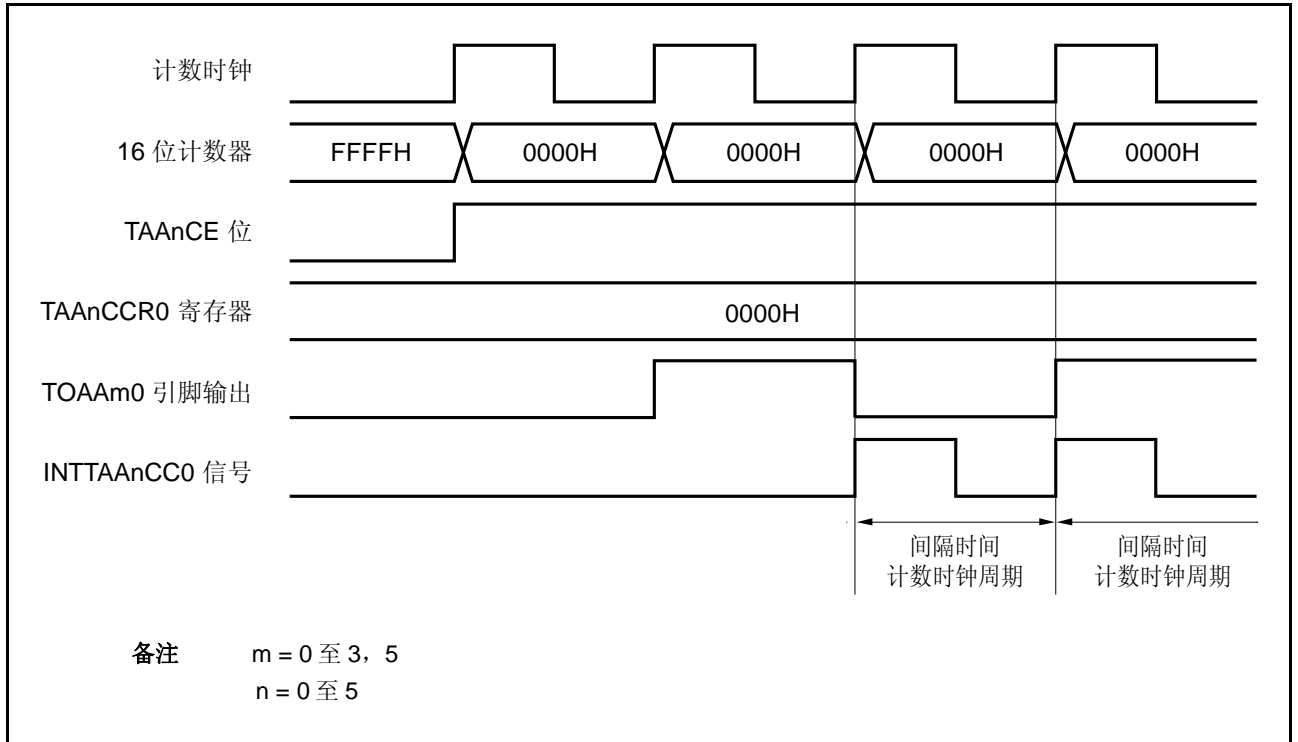 计数时钟
16 位计数器 FFFFH 0000H 0000H 0000H 0000H
TAAnCE 位
TAAnCCR0 寄存器 0000H
TOAAm0 引脚输出
INTTAAnCC0 信号
间隔时间 间隔时间
计数时钟周期 计数时钟周期
备注 m = 0 至 3，5
n = 0 至 5